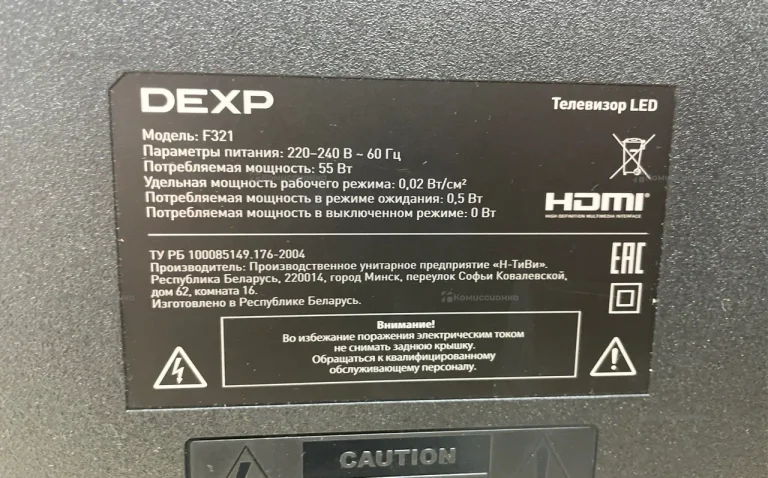 DEXP
Телевизор LED
Модель: F321
Параметры питания: 220–240 В ~ 60 Гц
Потребляемая мощность: 55 Вт
Удельная мощность рабочего режима: 0,02 Вт/см²
Потребляемая мощность в режиме ожидания: 0,5 Вт
Потребляемая мощность в выключенном режиме: 0 Вт
HDMI
HIGH-DEFINITION MULTIMEDIA INTERFACE
ТУ РБ 100085149.176-2004
Производитель: Производственное унитарное предприятие «Н-ТиВи».
Республика Беларусь, 220014, город Минск, переулок Софьи Ковалевской,
дом 62, комната 16.
Изготовлено в Республике Беларусь.
EAC
Комиссионка
Внимание!
Во избежание поражения электрическим током
не снимать заднюю крышку.
Обращаться к квалифицированному
обслуживающему персоналу.
CAUTION